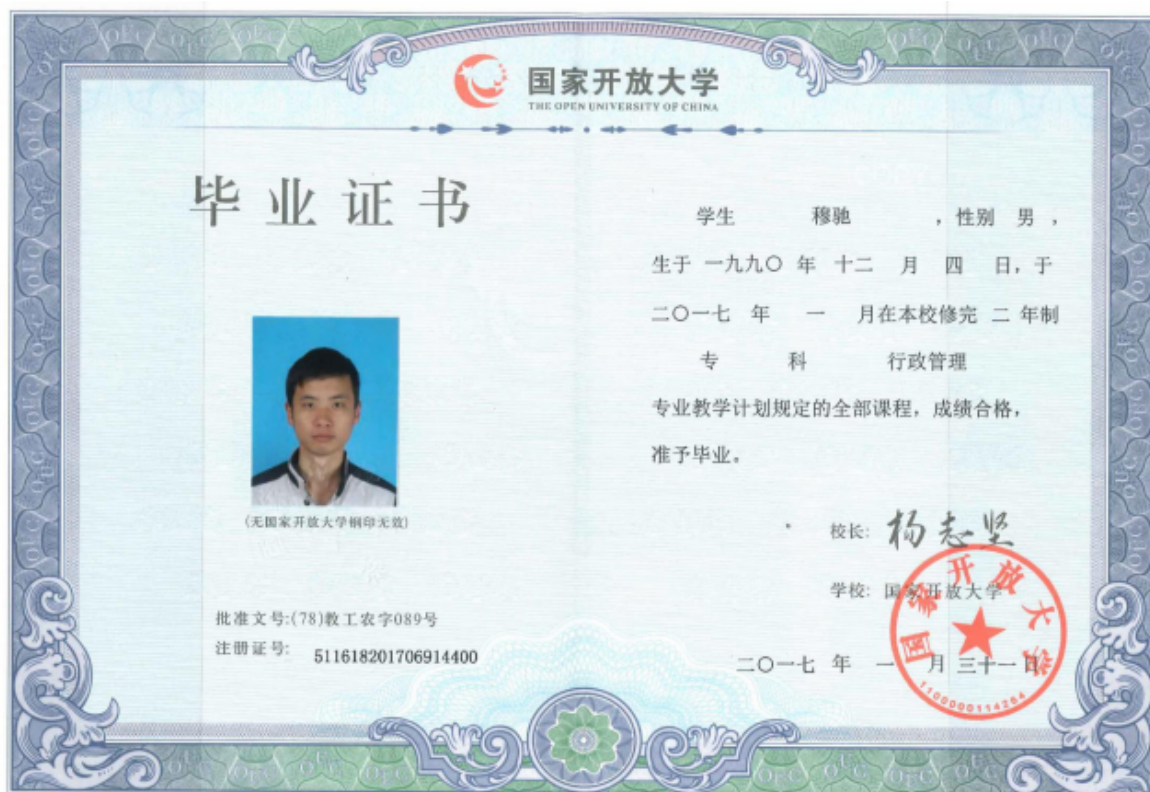 国家开放大学
THE OPEN UNIVERSITY OF CHINA
毕业证书
(无国家开放大学钢印无效)
批准文号:(78)教工农字089号
注册证号: 511618201706914400
学生 穆驰 ,性别 男 ,
生于 一九九〇 年 十二 月 四 日,于
二〇一七 年 一 月在本校修完 二 年制
专 科 行政管理
专业教学计划规定的全部课程,成绩合格,
准予毕业。
校长: 杨志坚
学校: 国家开放大学
二〇一七 年 一 月 三十一 日
国家开放大学
1100000114264